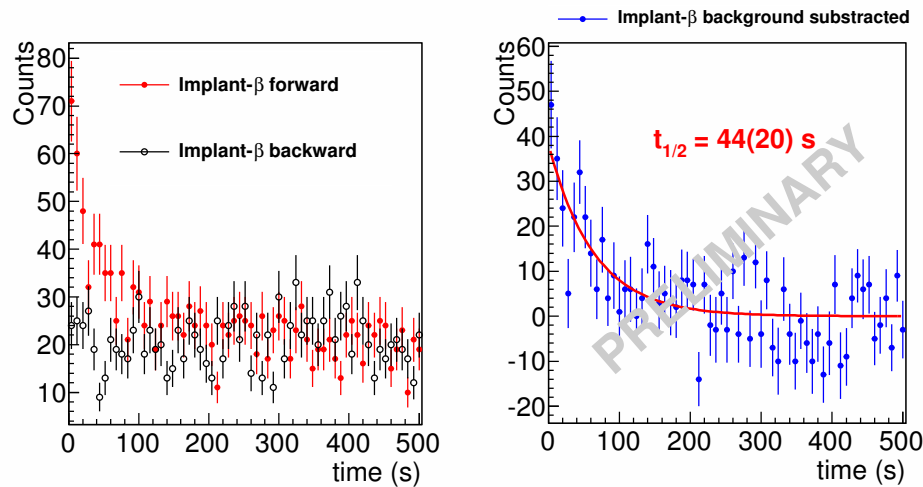 Implant-β background substracted
Counts
80
70
60
50
40
30
20
10
Implant-β forward
Implant-β backward
0 100 200 300 400 500
time (s)
Counts
60
50
40
30
20
10
0
-10
-20
t1/2 = 44(20) s
PRELIMINARY
0 100 200 300 400 500
time (s)